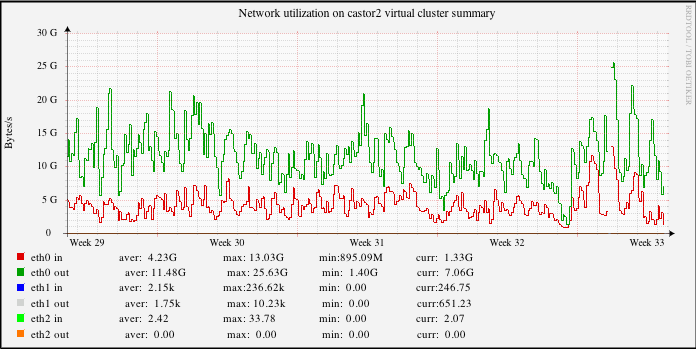 Network utilization on castor2 virtual cluster summary
RRDTOOL / TOBI OETIKER
Bytes/s
30 G
25 G
20 G
15 G
10 G
5 G
0
Week 29 Week 30 Week 31 Week 32 Week 33
eth0 in aver: 4.23G max: 13.03G min:895.09M curr: 1.33G
eth0 out aver: 11.48G max: 25.63G min: 1.40G curr: 7.06G
eth1 in aver: 2.15k max:236.62k min: 0.00 curr:246.75
eth1 out aver: 1.75k max: 10.23k min: 0.00 curr:651.23
eth2 in aver: 2.42 max: 33.78 min: 0.00 curr: 2.07
eth2 out aver: 0.00 max: 0.00 min: 0.00 curr: 0.00